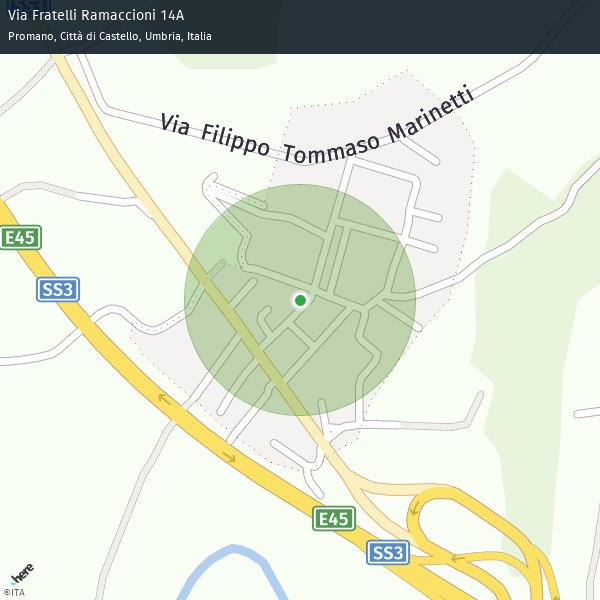 Via Fratelli Ramaccioni 14A
Promano, Città di Castello, Umbria, Italia
SS3
Via Filippo Tommaso Marinetti
E45
SS3
E45
SS3
here
©ITA